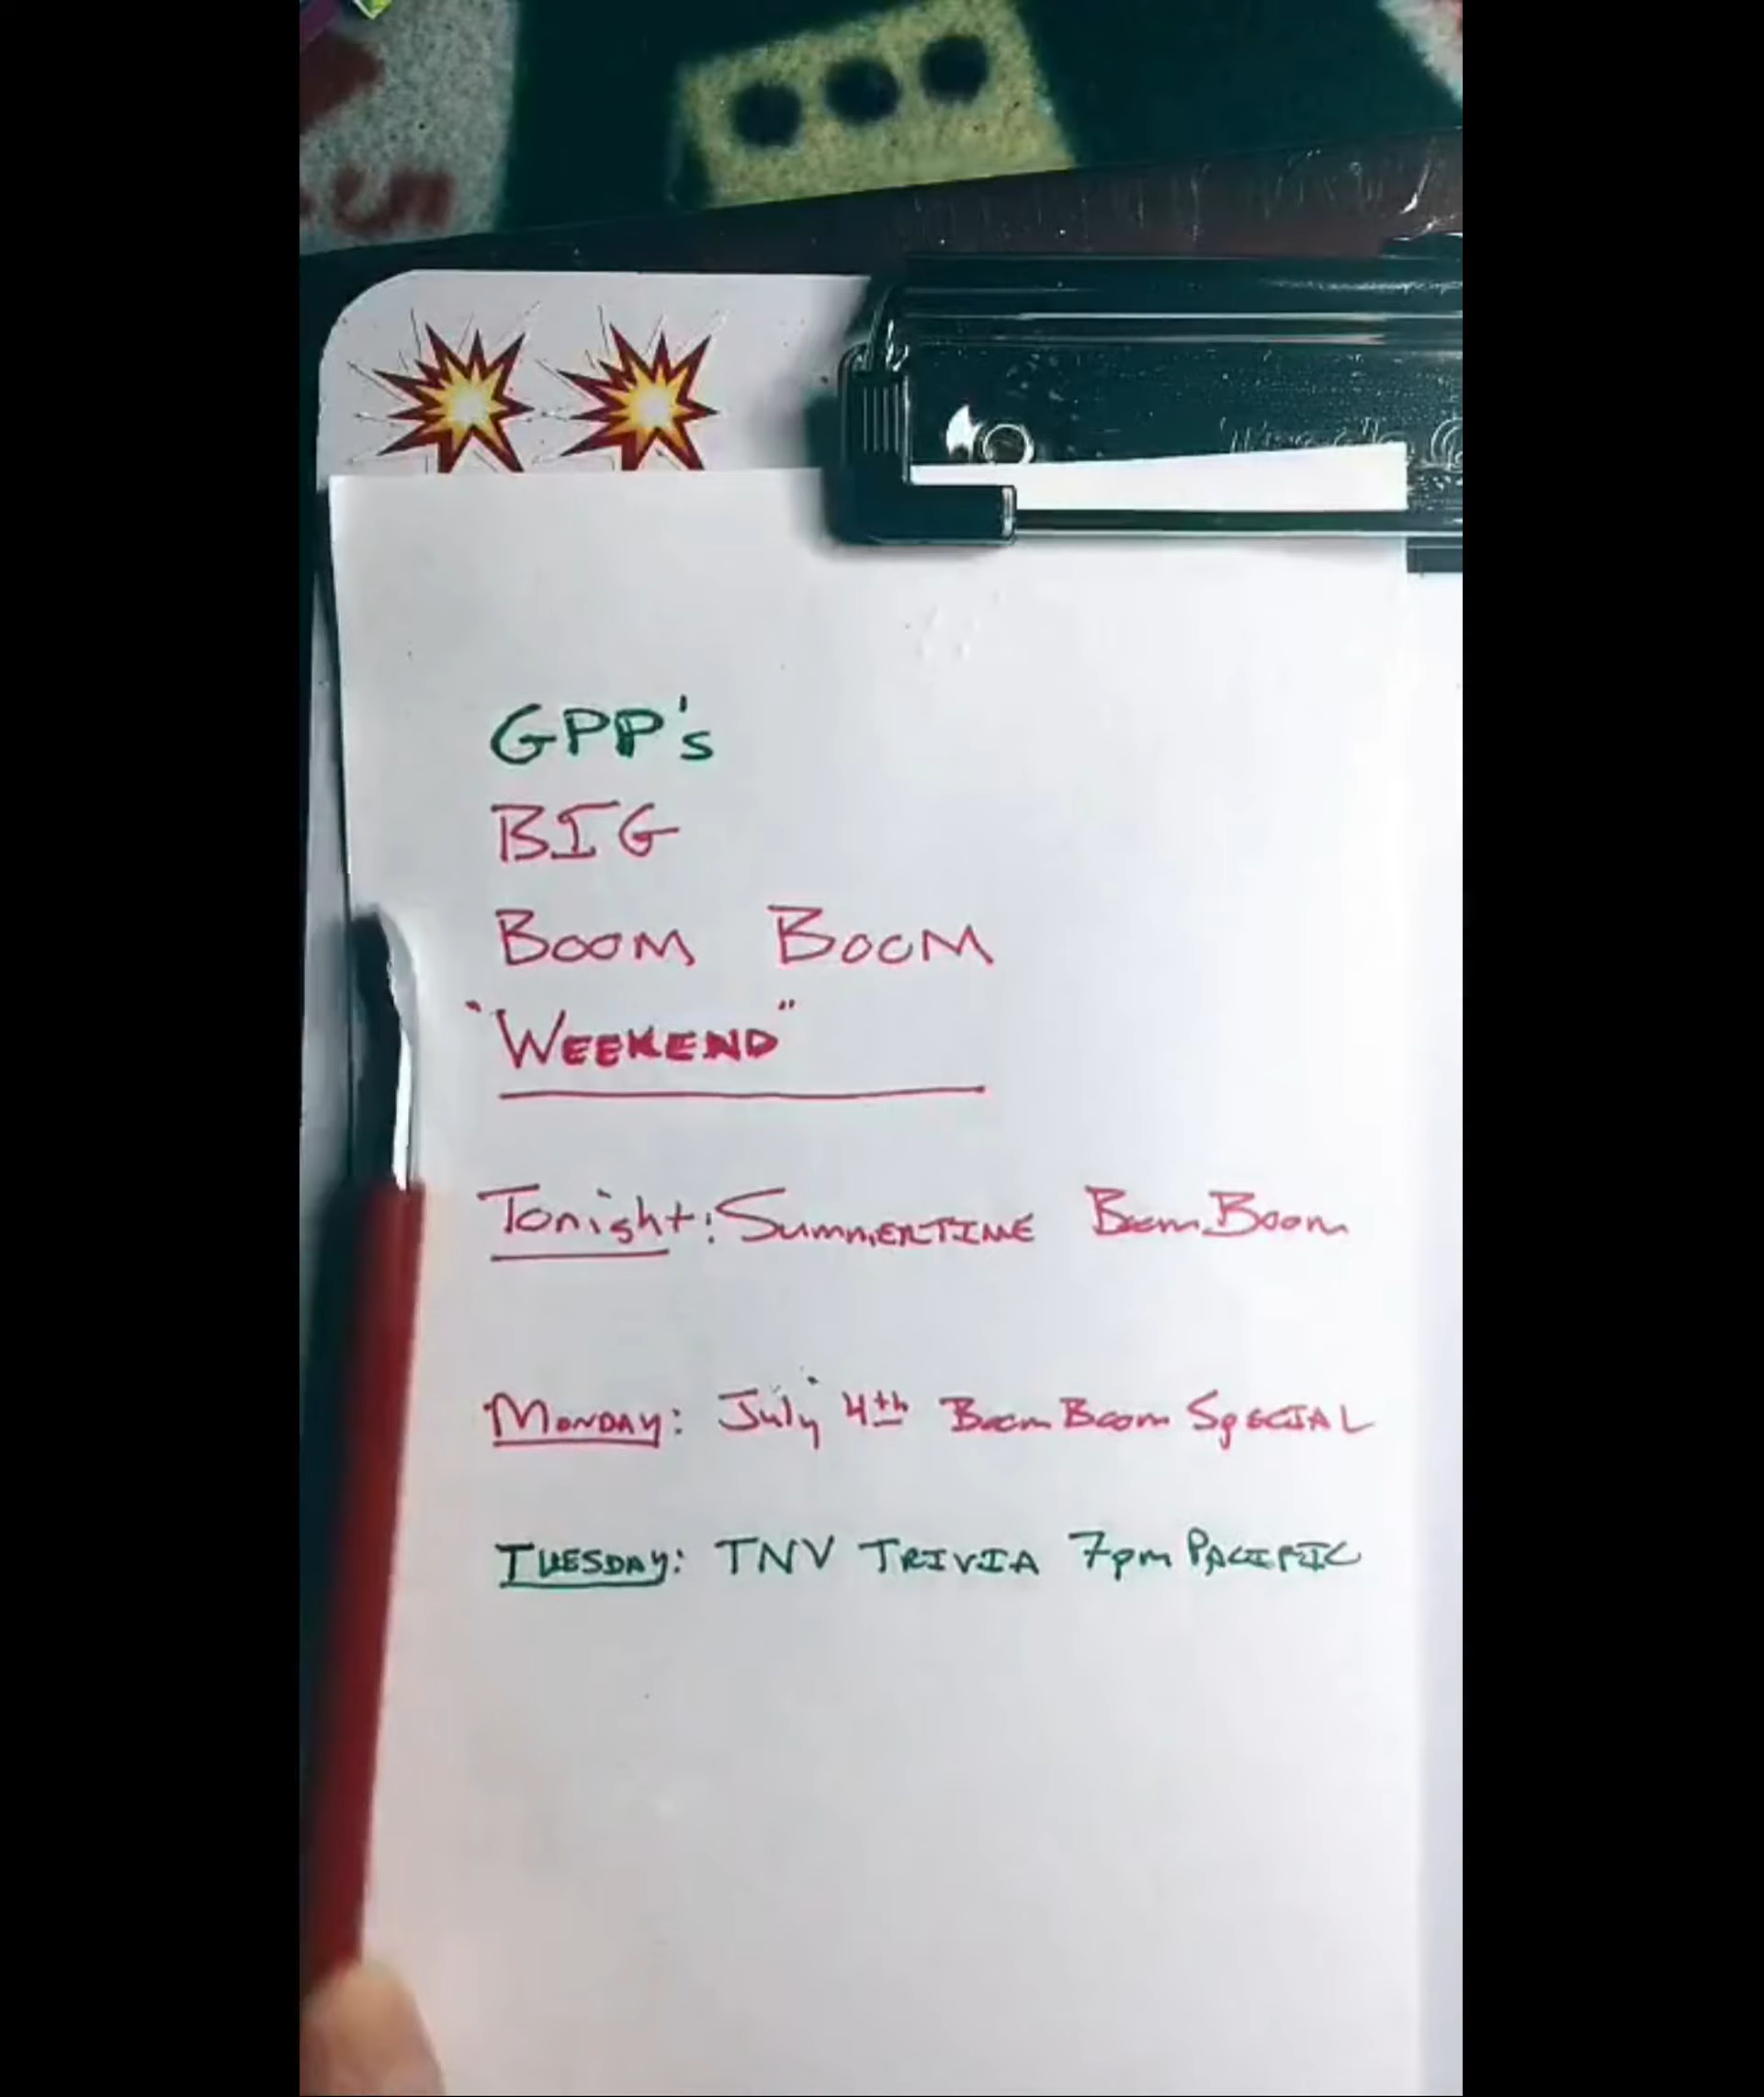 GPP's
BIG
BOOM BOOM
"WEEKEND"
Tonight: SUMMERTIME Boom Boom
MONDAY: July 4th Boom Boom SpECIAL
TUESDAY: TNV TRIVIA 7pm PACIFIC